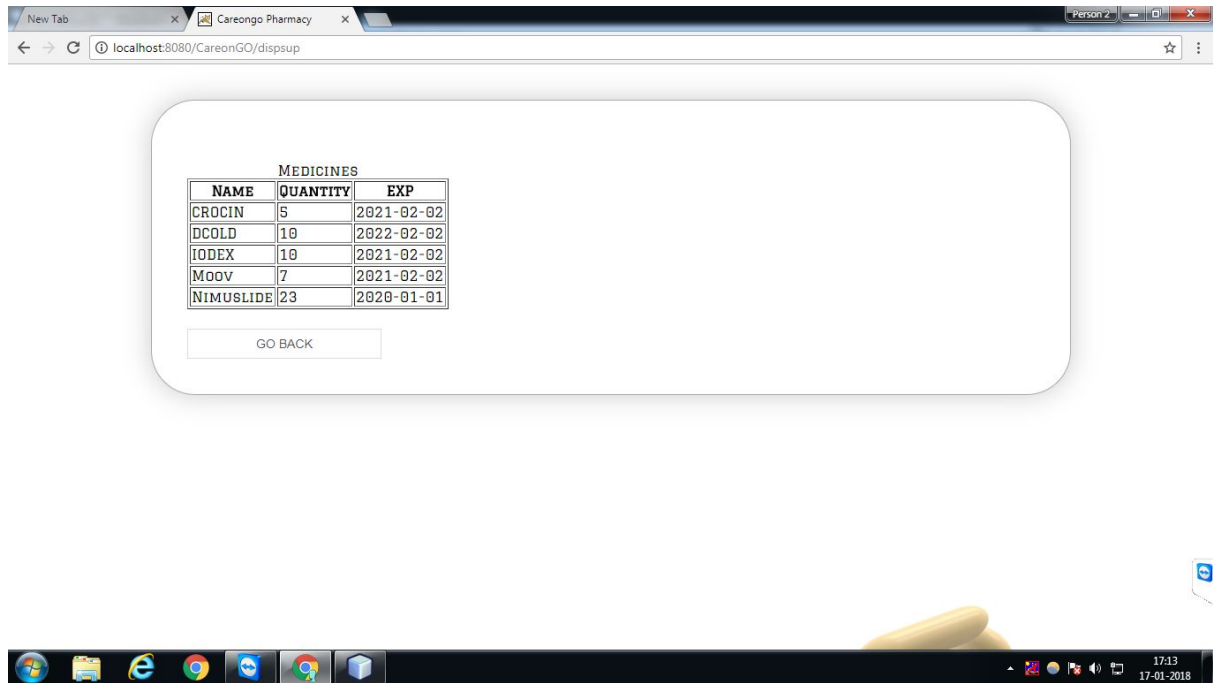 New Tab
Careongo Pharmacy
Person 2
localhost:8080/CareonGO/dispsup
Medicines
Name Quantity EXP
CROCIN 5 2021-02-02
DCOLD 10 2022-02-02
IODEX 10 2021-02-02
Moov 7 2021-02-02
Nimuslide 23 2020-01-01
GO BACK
17:13
17-01-2018